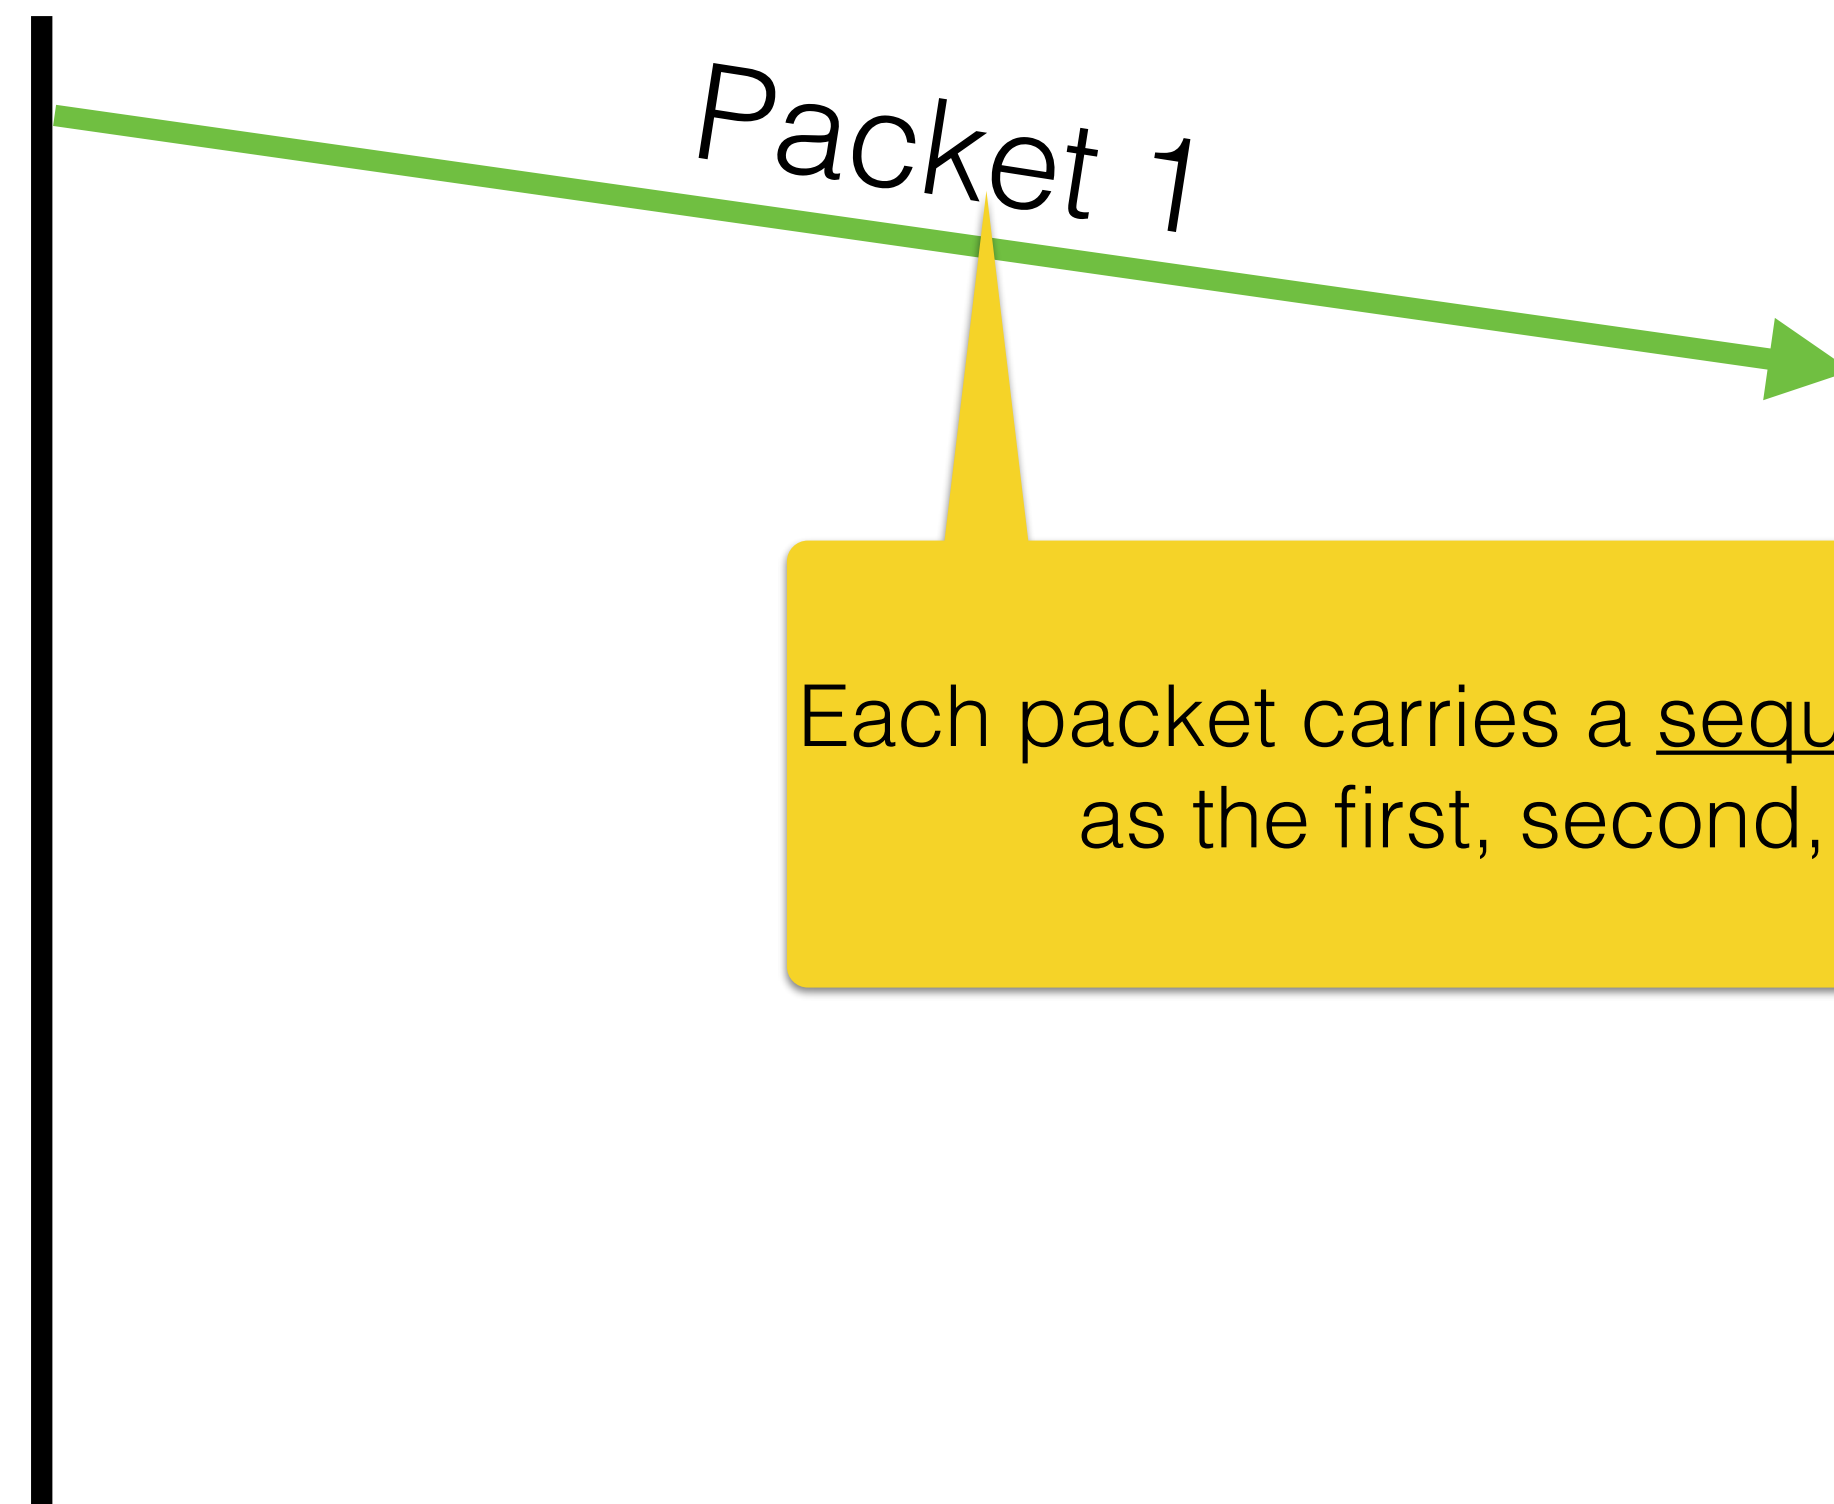 Packet 1
Each packet carries a
as the first, second,